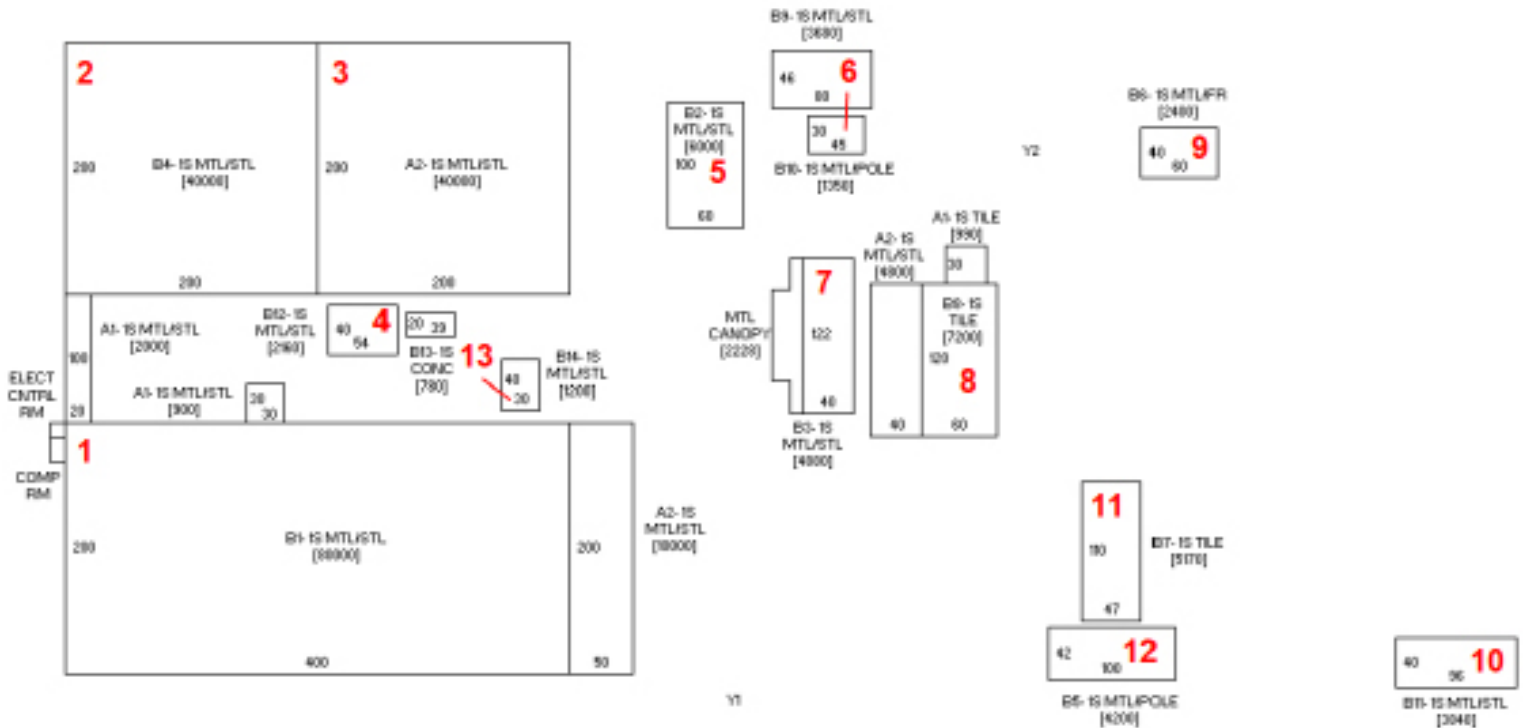 B9-1S MTL/STL
[3680]
2
3
46
6
80
B2-1S
MTL/STL
[6000]
100
5
60
30
45
B10-1S MTL/POLE
[1350]
Y2
B6-1S MTL/FR
[2400]
40
9
60
200
B4-1S MTL/STL
[40000]
200
A2-1S MTL/STL
[40000]
200
200
A1-1S TILE
[990]
A2-1S
MTL/STL
[4800]
30
A1-1S MTL/STL
[2000]
100
20
B12-1S
MTL/STL
[2160]
40
4
54
20 39
B13-1S
CONC
[780]
13
40
30
B14-1S
MTL/STL
[1200]
MTL
CANOPY
[2228]
7
122
40
B3-1S
MTL/STL
B8-1S
TILE
[7200]
120
8
40
60
ELECT
CNTRL
RM
A1-1S MTL/STL
[900]
30
30
1
COMP
RM
200
B1-1S MTL/STL
[80000]
200
A2-1S
MTL/STL
[10000]
400
50
11
110
B7-1S TILE
[5170]
47
42
12
100
B5-1S MTL/POLE
[4200]
40
10
96
B11-1S MTL/STL
Y1